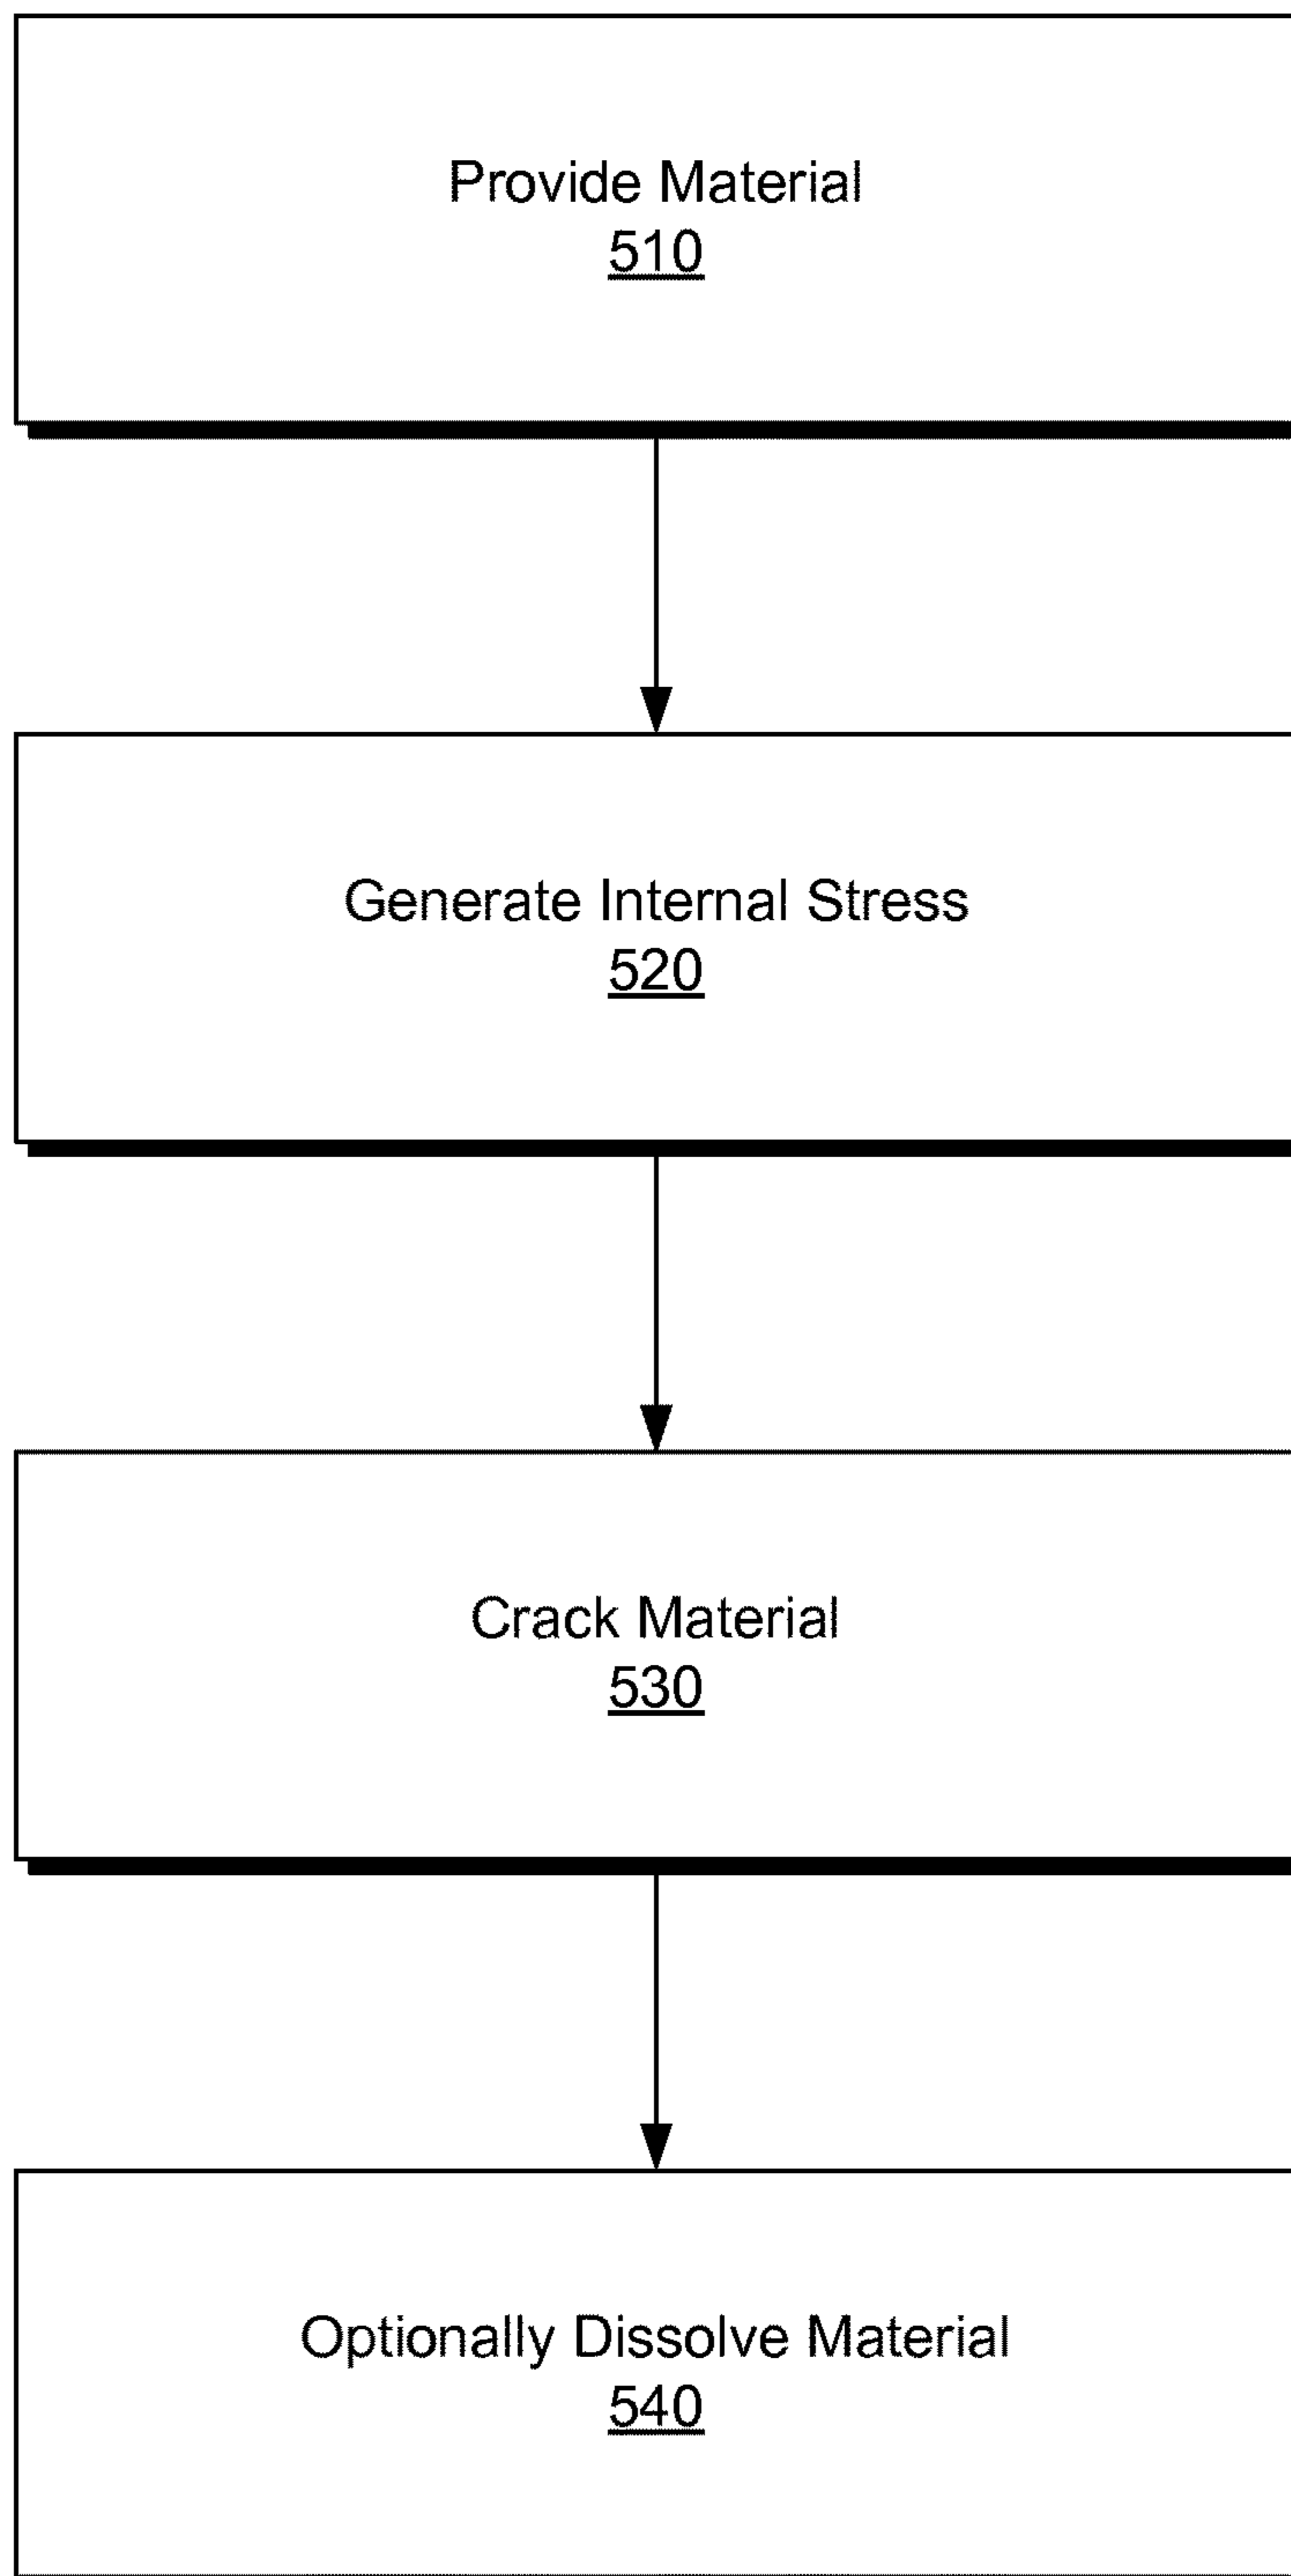 Provide Material
510
Generate Internal Stress
520
Crack Material
530
Optionally Dissolve Material
540